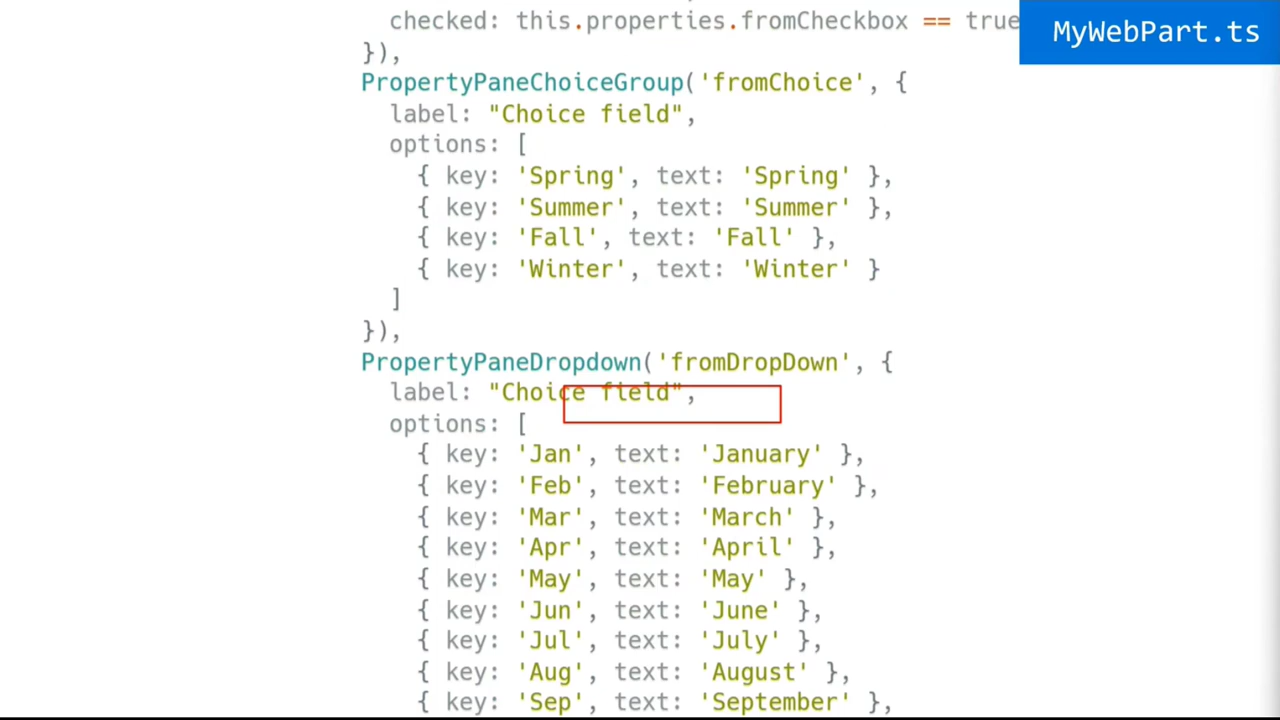 checked: this.properties.fromCheckbox == true
MyWebPart.ts
}),
PropertyPaneChoiceGroup('fromChoice', {
label: "Choice field",
options: [
{ key: 'Spring', text: 'Spring' },
{ key: 'Summer', text: 'Summer' },
{ key: 'Fall', text: 'Fall' },
{ key: 'Winter', text: 'Winter' }
]
}),
PropertyPaneDropdown('fromDropDown', {
label: "Choice field",
options: [
{ key: 'Jan', text: 'January' },
{ key: 'Feb', text: 'February' },
{ key: 'Mar', text: 'March' },
{ key: 'Apr', text: 'April' },
{ key: 'May', text: 'May' },
{ key: 'Jun', text: 'June' },
{ key: 'Jul', text: 'July' },
{ key: 'Aug', text: 'August' },
{ key: 'Sep', text: 'September' },